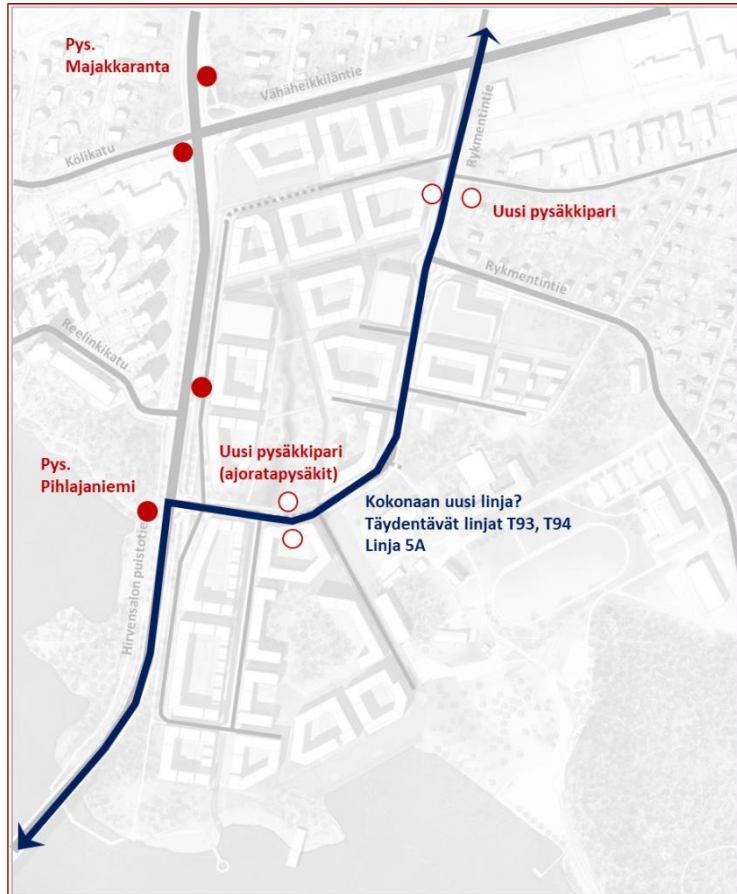 Pys.
Majakkaranta
Vähäheikkiläntie
Kölikatu
Rykmentintie
Uusi pysäkkipari
Rykmentintie
Reelinkikatu
Uusi pysäkkipari
(ajoratapysäkit)
Pys.
Pihlajaniemi
Kokonaan uusi linja?
Täydentävät linjat T93, T94
Linja 5A
Hirvensalon puistotie